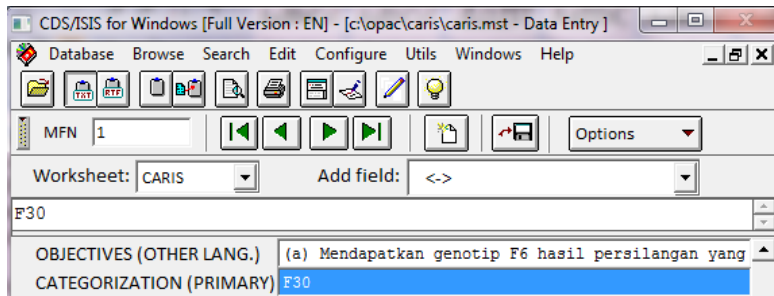 CDS/ISIS for Windows [Full Version : EN] - [c:\opac\caris\caris.mst - Data Entry ]
Database Browse Search Edit Configure Utils Windows Help
TXT RTF
MFN 1 Options
Worksheet: CARIS Add field: <->
F30
OBJECTIVES (OTHER LANG.) (a) Mendapatkan genotip F6 hasil persilangan yang
CATEGORIZATION (PRIMARY) F30